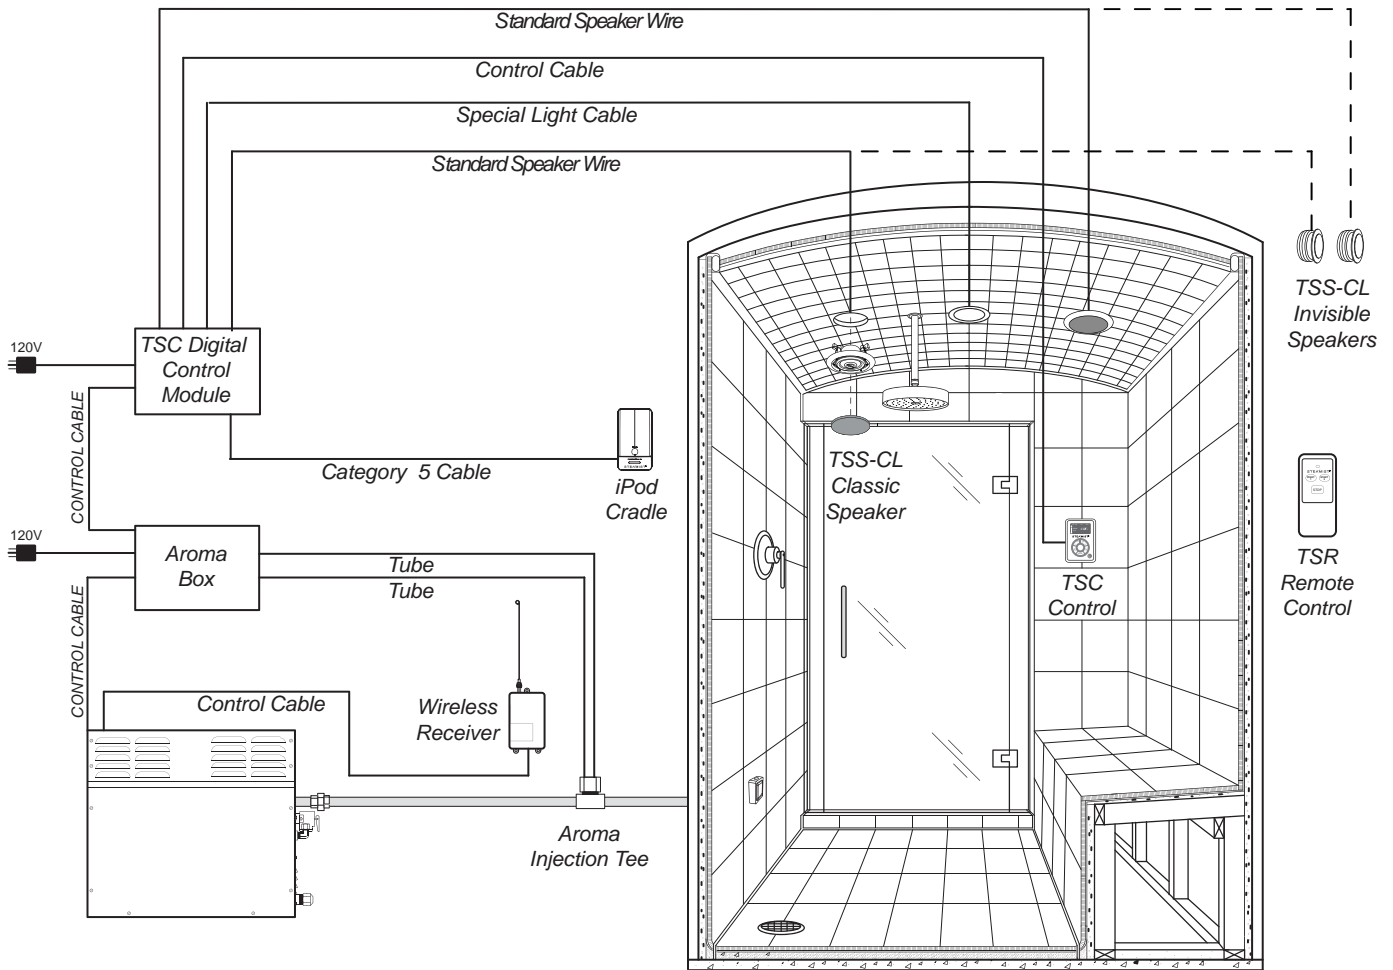 Standard Speaker Wire
Control Cable
Special Light Cable
Standard Speaker Wire
TSS-CL
Invisible
Speakers
120V
TSC Digital
Control
Module
CONTROL CABLE
Category 5 Cable
iPod
Cradle
TSS-CL
Classic
Speaker
120V
Aroma
Box
Tube
Tube
TSC
Control
STEAMIST
TSR
Remote
Control
CONTROL CABLE
Control Cable
Wireless
Receiver
Aroma
Injection Tee